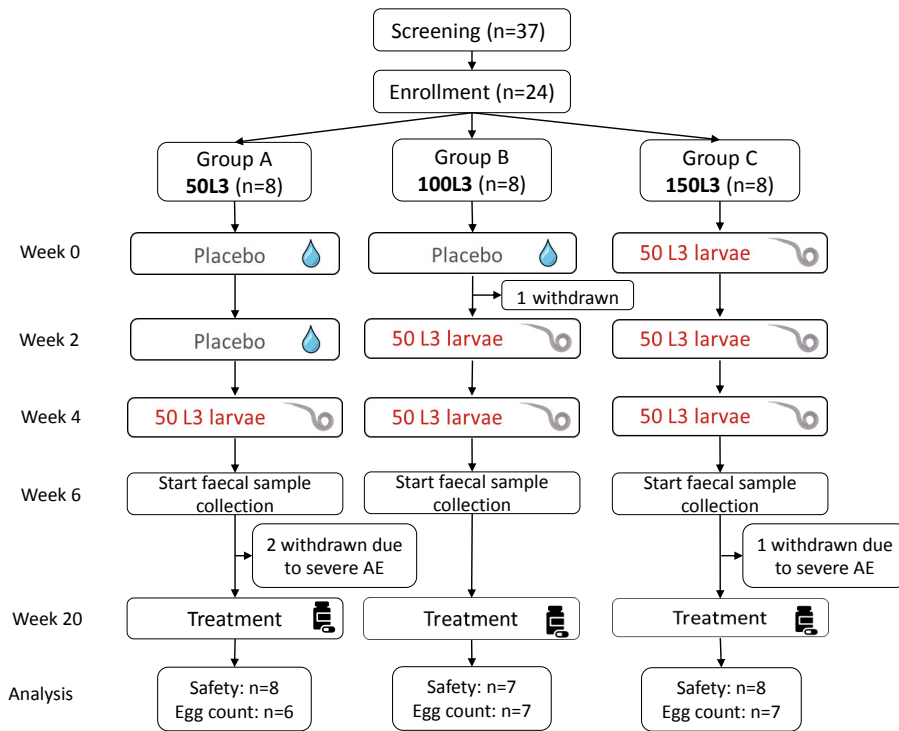 Screening (n=37)
Enrollment (n=24)
Group A
50L3 (n=8)
Group B
100L3 (n=8)
Group C
150L3 (n=8)
Week 0
Placebo
Placebo
50 L3 larvae
1 withdrawn
Week 2
Placebo
50 L3 larvae
50 L3 larvae
Week 4
50 L3 larvae
50 L3 larvae
50 L3 larvae
Week 6
Start faecal sample
collection
Start faecal sample
collection
Start faecal sample
collection
2 withdrawn due
to severe AE
1 withdrawn due
to severe AE
Week 20
Treatment
Treatment
Treatment
Analysis
Safety: n=8
Egg count: n=6
Safety: n=7
Egg count: n=7
Safety: n=8
Egg count: n=7